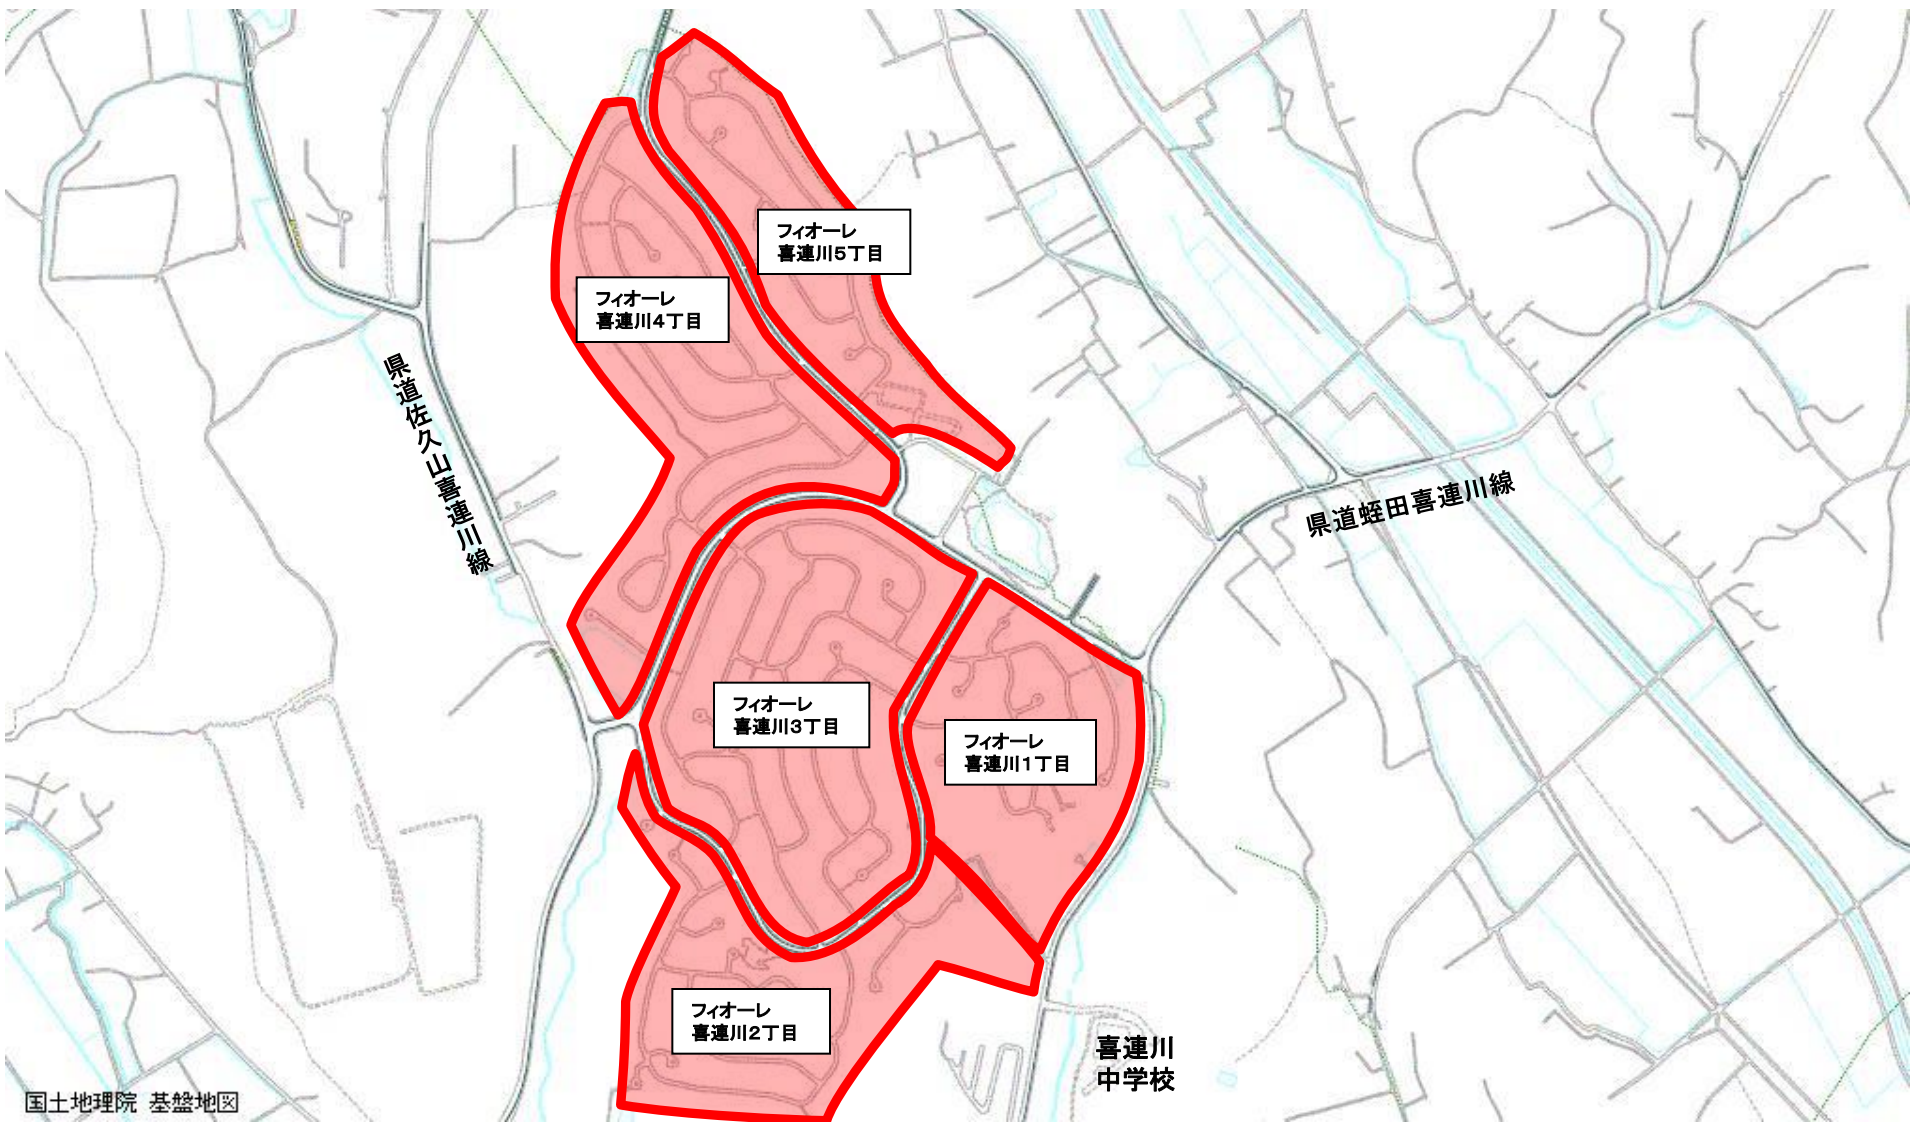 フィオーレ
喜連川5丁目
フィオーレ
喜連川4丁目
県道佐久山喜連川線
県道蛭田喜連川線
フィオーレ
喜連川3丁目
フィオーレ
喜連川1丁目
フィオーレ
喜連川2丁目
喜連川
中学校
国土地理院 基盤地図